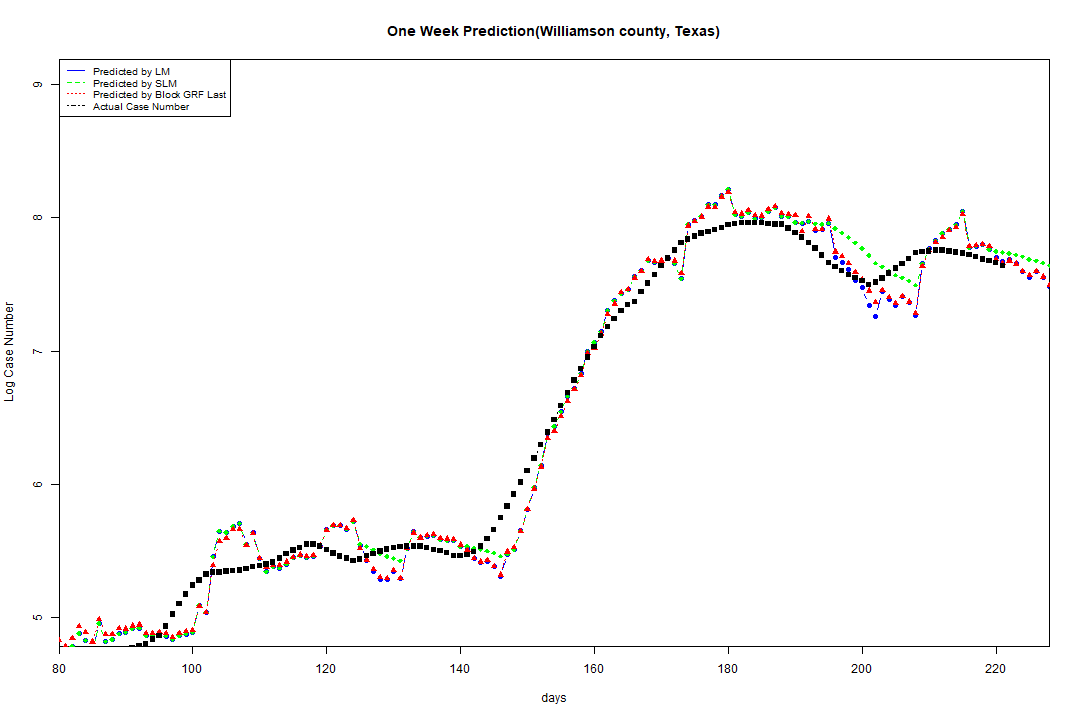 One Week Prediction(Williamson county, Texas)
Predicted by LM
Predicted by SLM
Predicted by Block GRF Last
Actual Case Number
Log Case Number
9
8
7
6
5
80 100 120 140 160 180 200 220
days